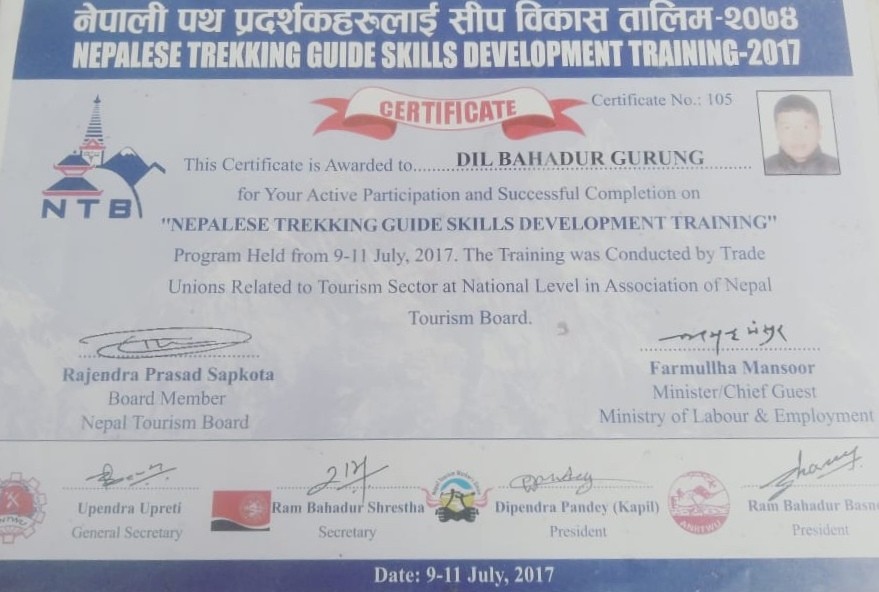 नेपाली पथ प्रदर्शकहरूलाई सीप विकास तालिम-२०७४
NEPALESE TREKKING GUIDE SKILLS DEVELOPMENT TRAINING-2017
CERTIFICATE
Certificate No.: 105
NTB
This Certificate is Awarded to.....DIL BAHADUR GURUNG.....
for Your Active Participation and Successful Completion on
"NEPALESE TREKKING GUIDE SKILLS DEVELOPMENT TRAINING"
Program Held from 9-11 July, 2017. The Training was Conducted by Trade
Unions Related to Tourism Sector at National Level in Association of Nepal
Tourism Board.
Rajendra Prasad Sapkota
Board Member
Nepal Tourism Board
Farmullha Mansoor
Minister/Chief Guest
Ministry of Labour & Employment
Upendra Upreti
General Secretary
Ram Bahadur Shrestha
Secretary
Dipendra Pandey (Kapil)
President
ANRTWU
Ram Bahadur Basn
President
Date: 9-11 July, 2017